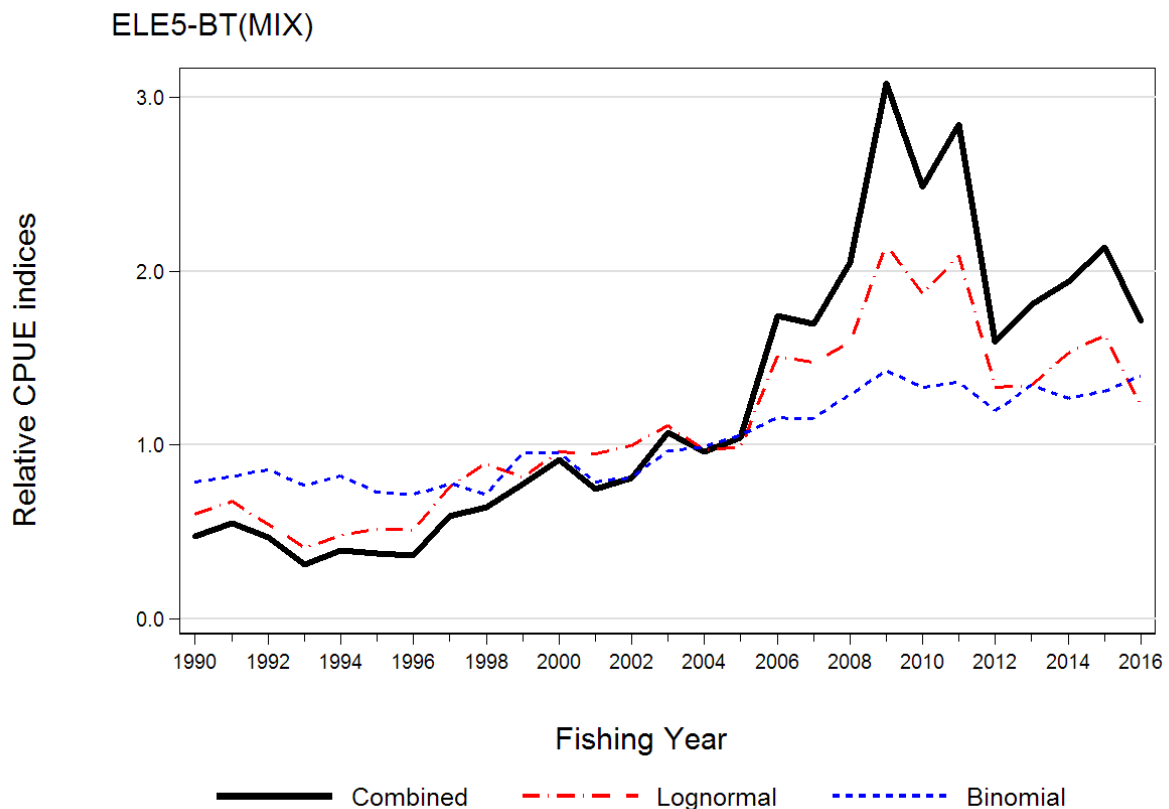 ELE5-BT(MIX)
Relative CPUE indices
3.0
2.0
1.0
0.0
1990 1992 1994 1996 1998 2000 2002 2004 2006 2008 2010 2012 2014 2016
Fishing Year
Combined Lognormal Binomial